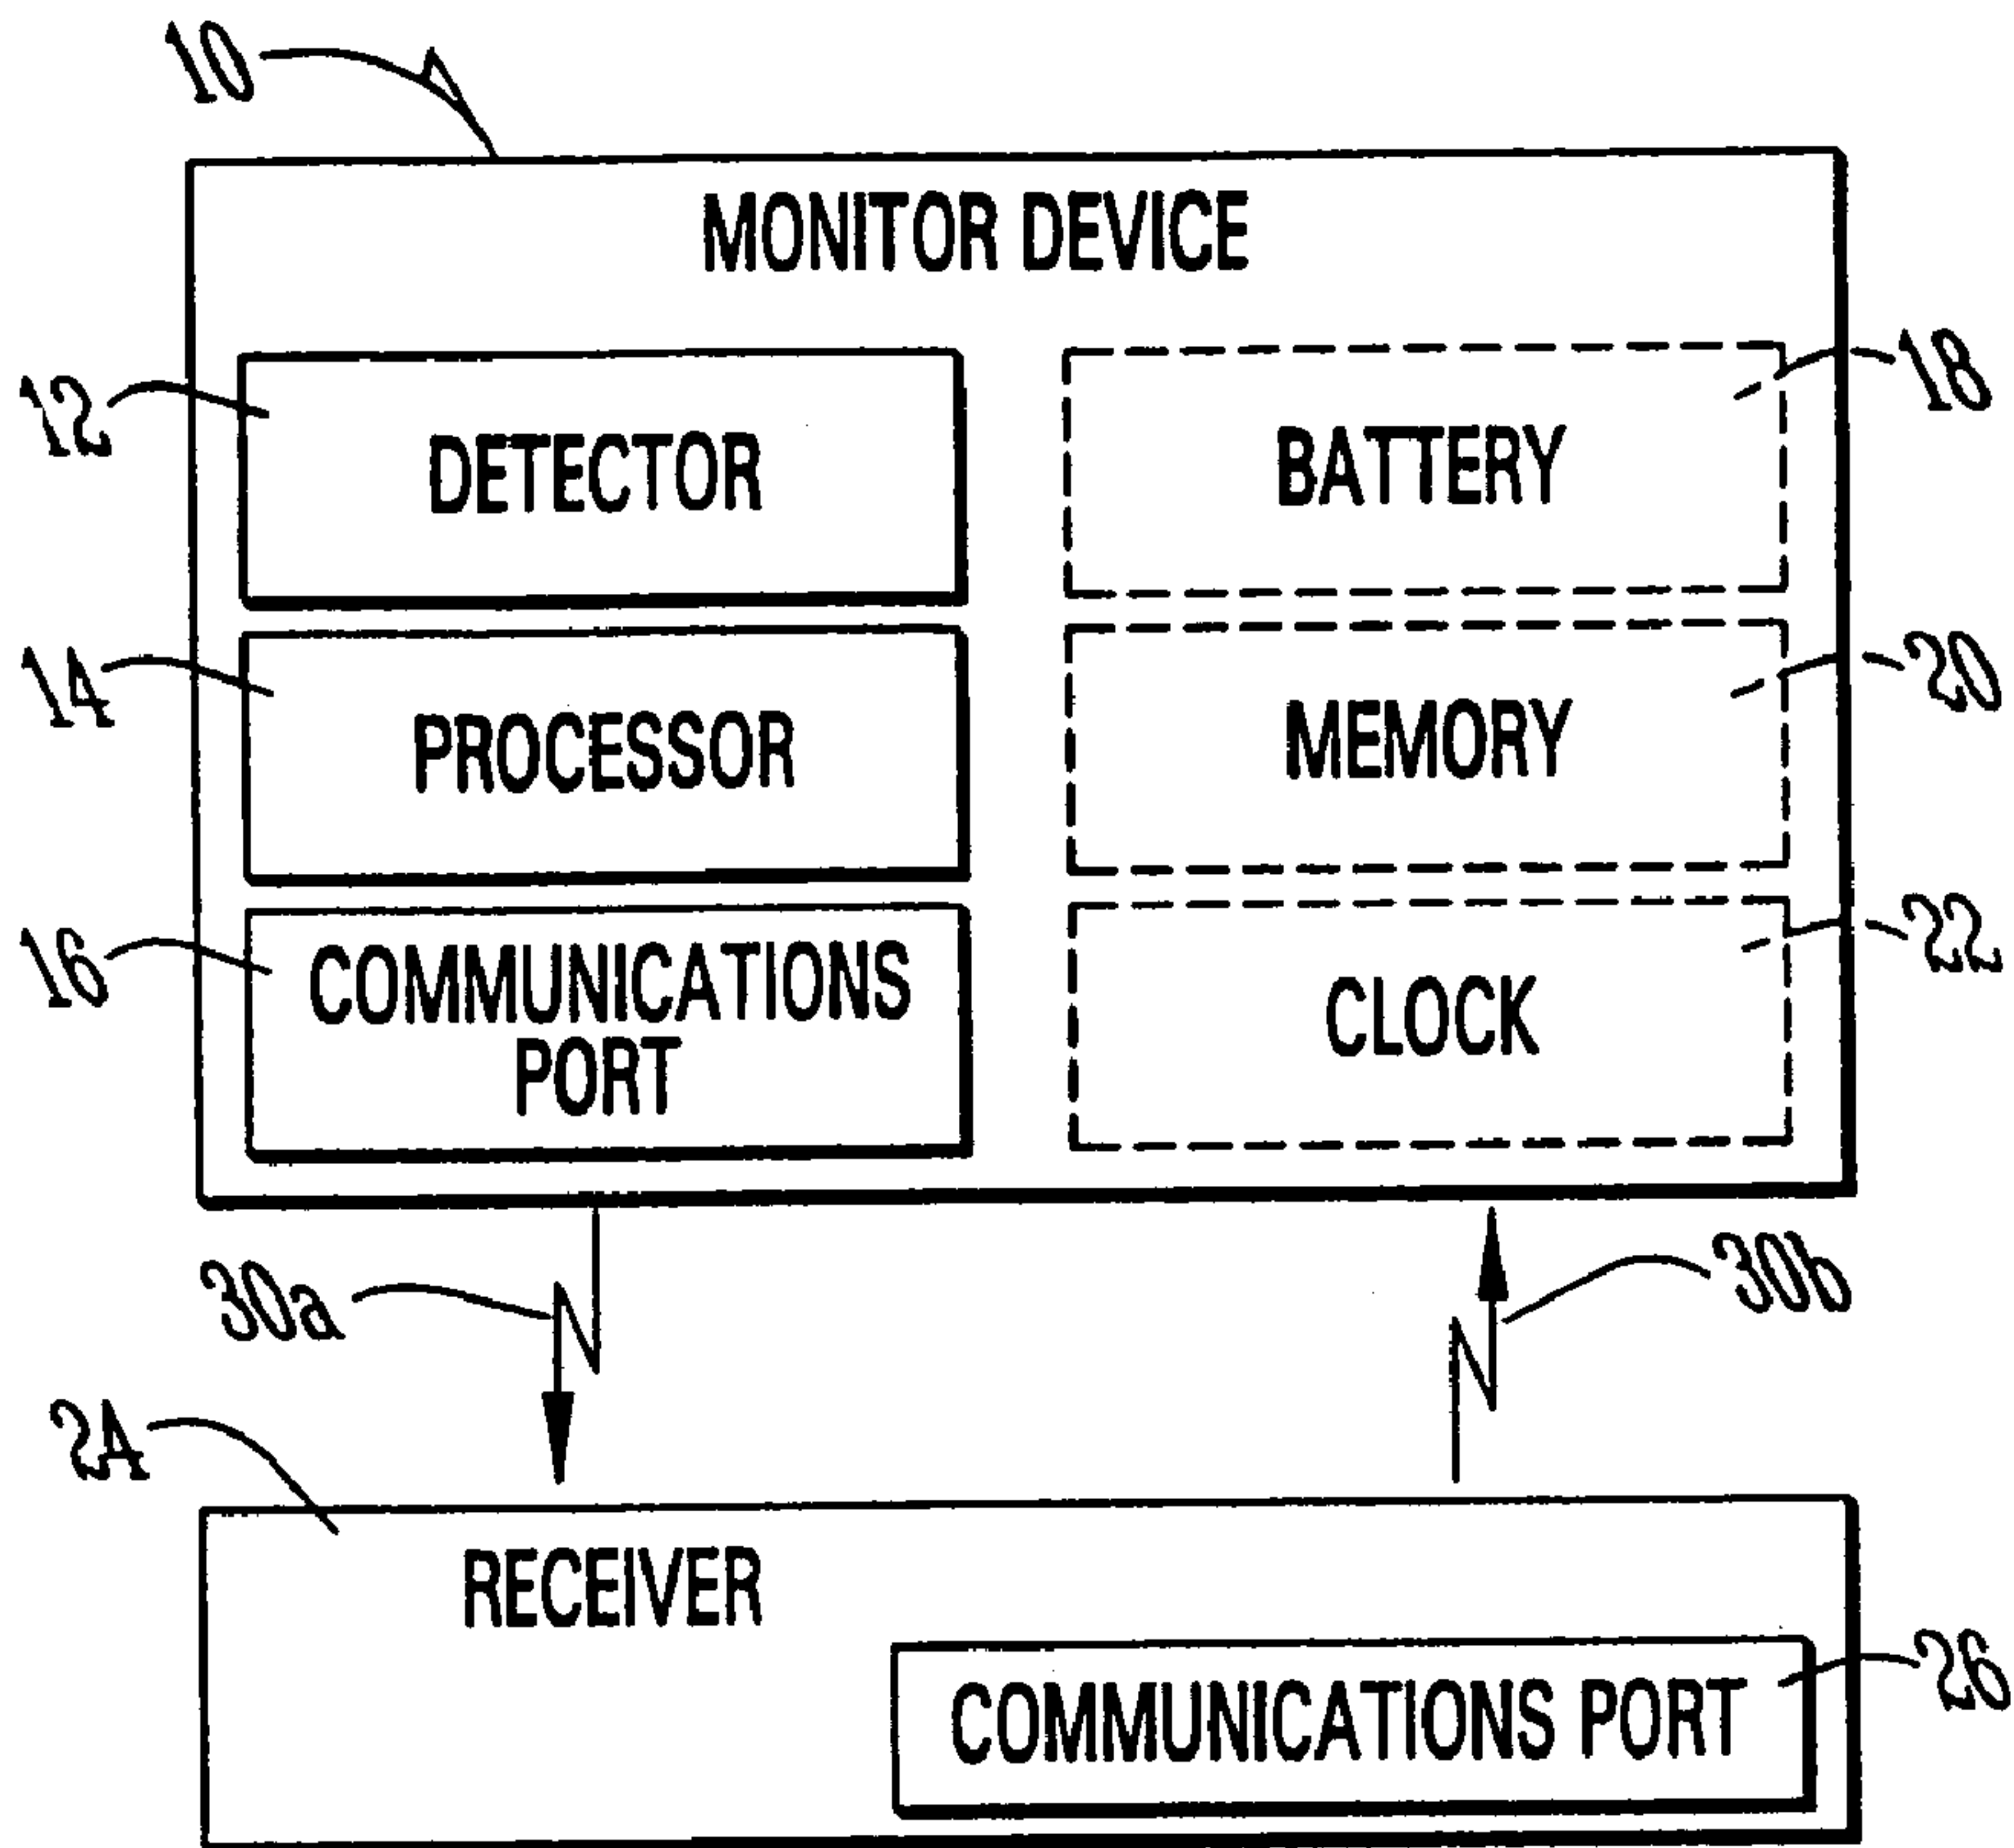 10
MONITOR DEVICE
12
DETECTOR
BATTERY
18
14
PROCESSOR
MEMORY
20
16
COMMUNICATIONS
PORT
CLOCK
22
30a
30b
24
RECEIVER
COMMUNICATIONS PORT
26